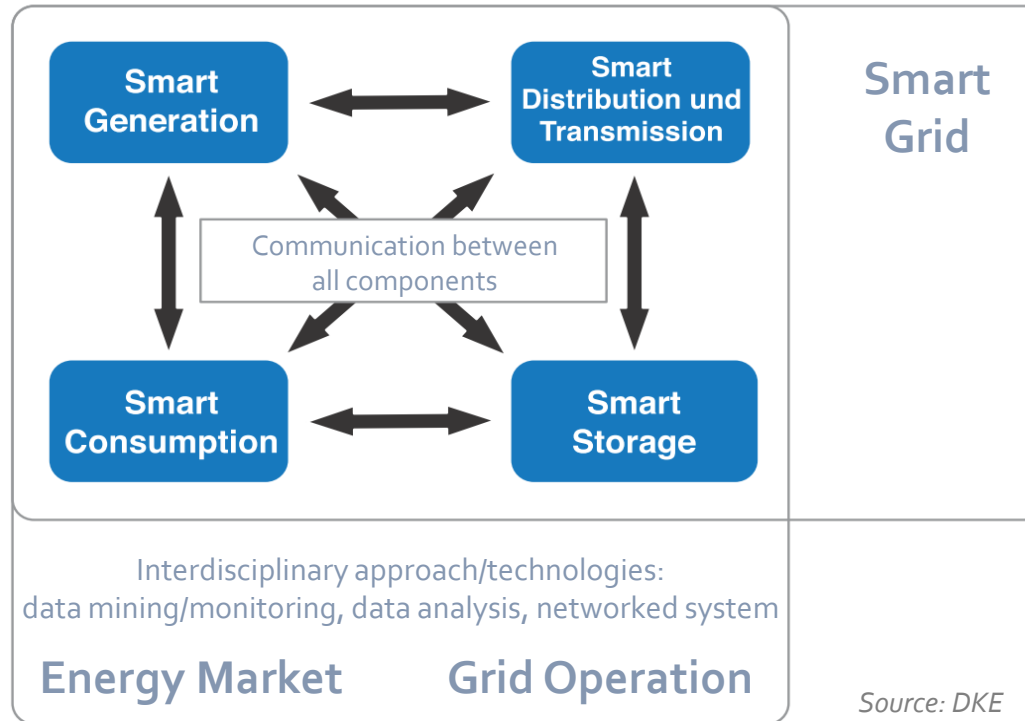 Smart
Generation
Smart
Distribution und
Transmission
Smart
Grid
Communication between
all components
Smart
Consumption
Smart
Storage
Interdisciplinary approach/technologies:
data mining/monitoring, data analysis, networked system
Energy Market
Grid Operation
Source: DKE